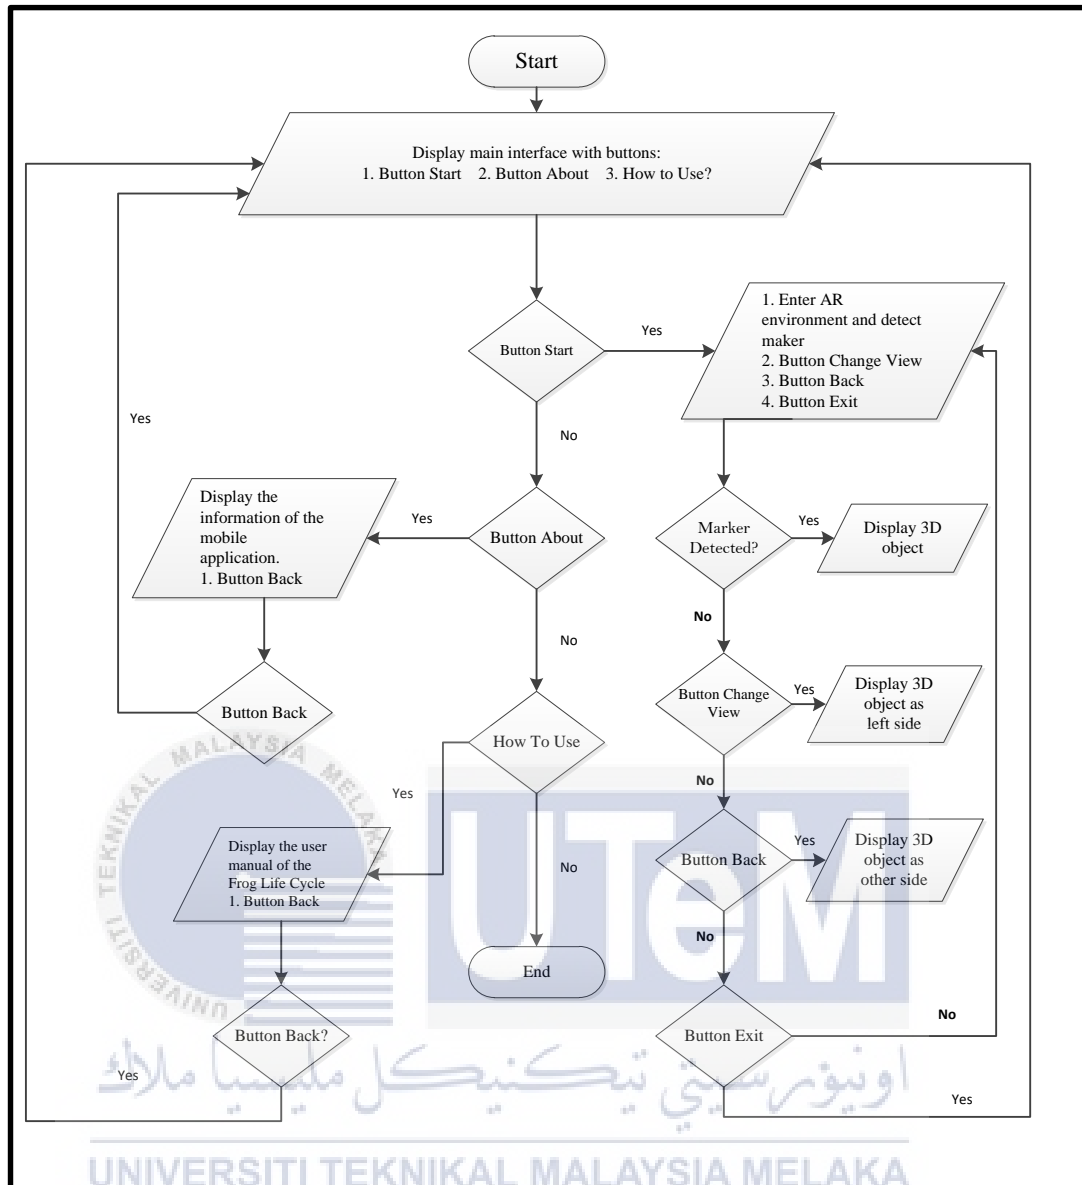 Start
Display main interface with buttons:
1. Button Start 2. Button About 3. How to Use?
Button Start
Yes
1. Enter AR
environment and detect
maker
2. Button Change View
3. Button Back
4. Button Exit
Yes
No
Display the
information of the
mobile
application.
1. Button Back
Yes
Button About
Marker
Detected?
Yes
Display 3D
object
No
No
Button Back
Button Change
View
Yes
Display 3D
object as
left side
How To Use
Yes
No
Display the user
manual of the
Frog Life Cycle
1. Button Back
No
Button Back
Yes
Display 3D
object as
other side
No
End
Button Back?
Yes
Button Exit
No
Yes
UNIVERSITI TEKNIKAL MALAYSIA MELAKA
UTeM
اونيۏرسيتي تيكنيكل مليسيا ملاك
UNIVERSITI TEKNIKAL MALAYSIA MELAKA